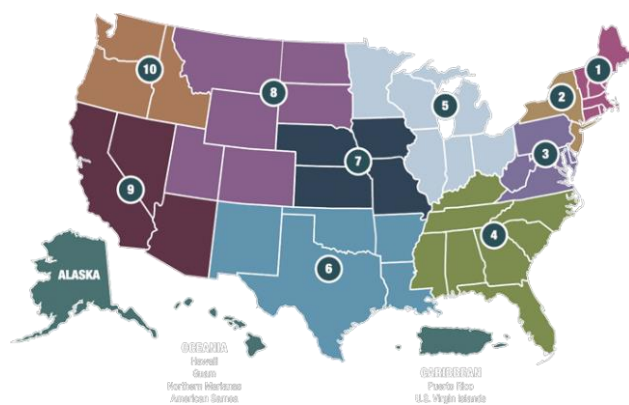 1
2
3
4
5
6
7
8
9
10
ALASKA
OCEANIA
Hawaii
Guam
Northern Marianas
American Samoa
CARIBBEAN
Puerto Rico
U.S. Virgin Islands